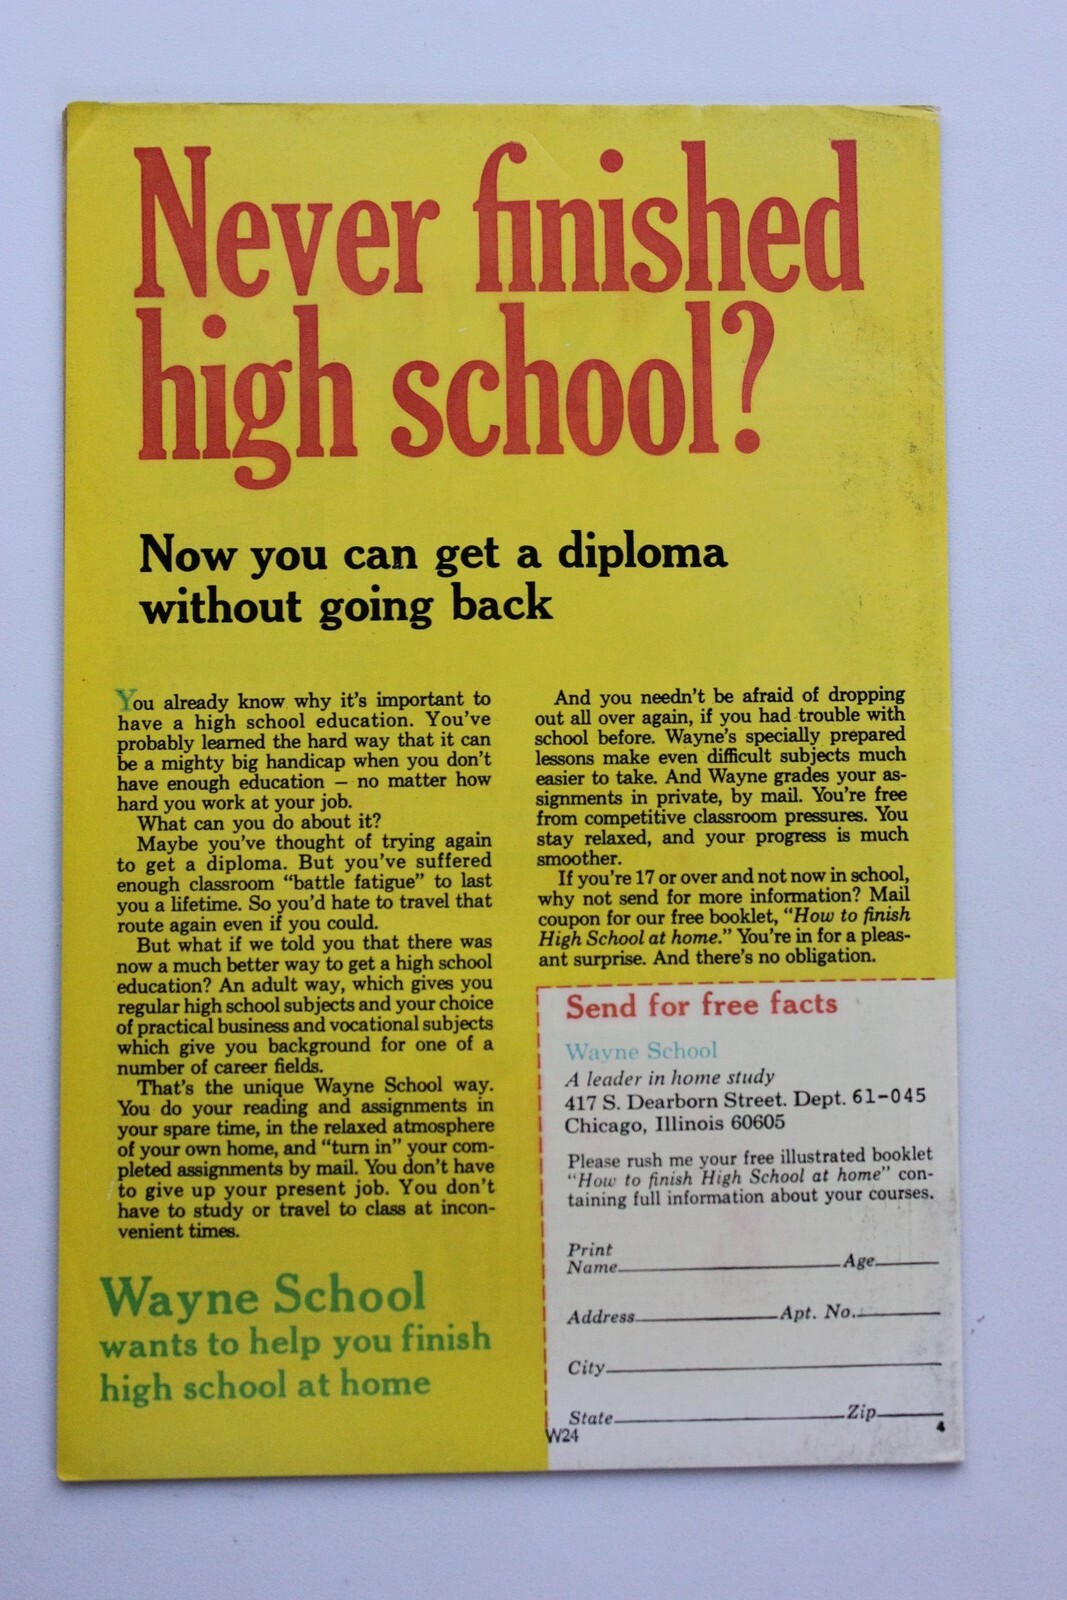 Never finished
high school?
Now you can get a diploma
without going back
You already know why it's important to
have a high school education. You've
probably learned the hard way that it can
be a mighty big handicap when you don't
have enough education – no matter how
hard you work at your job.
What can you do about it?
Maybe you've thought of trying again
to get a diploma. But you've suffered
enough classroom "battle fatigue" to last
you a lifetime. So you'd hate to travel that
route again even if you could.
But what if we told you that there was
now a much better way to get a high school
education? An adult way, which gives you
regular high school subjects and your choice
of practical business and vocational subjects
which give you background for one of a
number of career fields.
That's the unique Wayne School way.
You do your reading and assignments in
your spare time, in the relaxed atmosphere
of your own home, and "turn in" your com-
pleted assignments by mail. You don't have
to give up your present job. You don't
have to study or travel to class at incon-
venient times.
Wayne School
wants to help you finish
high school at home
And you needn't be afraid of dropping
out all over again, if you had trouble with
school before. Wayne's specially prepared
lessons make even difficult subjects much
easier to take. And Wayne grades your as-
signments in private, by mail. You're free
from competitive classroom pressures. You
stay relaxed, and your progress is much
smoother.
If you're 17 or over and not now in school,
why not send for more information? Mail
coupon for our free booklet, "How to finish
High School at home." You're in for a pleas-
ant surprise. And there's no obligation.
Send for free facts
Wayne School
A leader in home study
417 S. Dearborn Street. Dept. 61-045
Chicago, Illinois 60605
Please rush me your free illustrated booklet
"How to finish High School at home" con-
taining full information about your courses.
Print
Name Age
Address Apt. No.
City
State Zip
W24 4